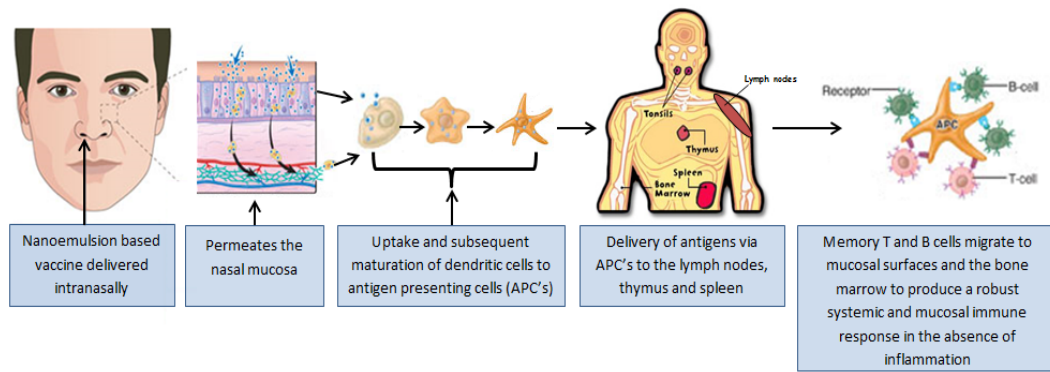 Lymph nodes
Tonsils
Thymus
Spleen
Bone
Marrow
Receptor
B-cell
APC
T-cell
Nanoemulsion based
vaccine delivered
intranasally
Permeates the
nasal mucosa
Uptake and subsequent
maturation of dendritic cells to
antigen presenting cells (APC's)
Delivery of antigens via
APC's to the lymph nodes,
thymus and spleen
Memory T and B cells migrate to
mucosal surfaces and the bone
marrow to produce a robust
systemic and mucosal immune
response in the absence of
inflammation